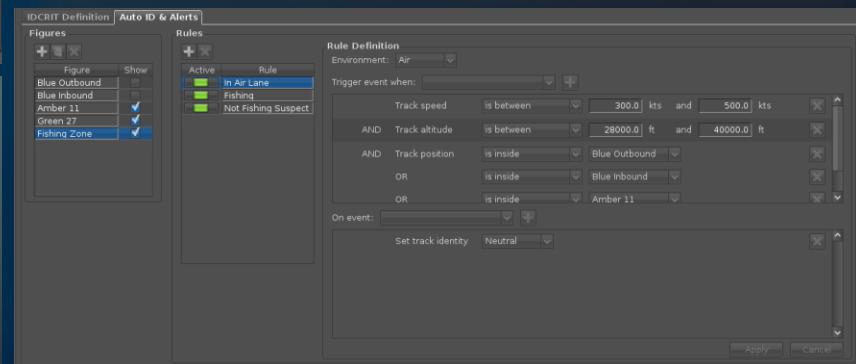 IDCRIT Definition Auto ID & Alerts
Figures
Figure Show
Blue Outbound
Blue Inbound
Amber 11
Green 27
Fishing Zone
Rules
Active Rule
In Air Lane
Fishing
Not Fishing Suspect
Rule Definition
Environment: Air
Trigger event when:
Track speed is between 300.0 kts and 500.0 kts
AND Track altitude is between 28000.0 ft and 40000.0 ft
AND Track position is inside Blue Outbound
OR is inside Blue Inbound
OR is inside Amber 11
On event:
Set track identity Neutral
Apply Cancel